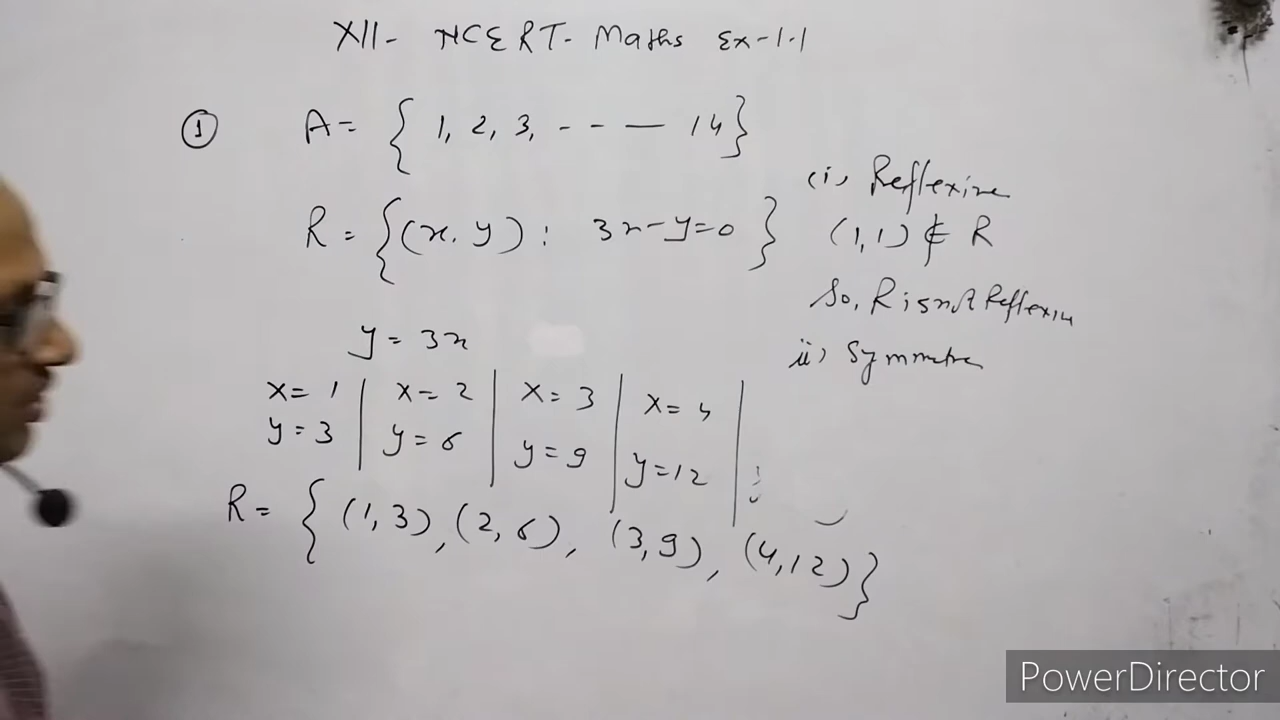 XII- NCERT- Maths Ex-1.1
① A= { 1, 2, 3, - - — 14}
R = {(x, y) : 3x-y=0 }
y = 3x
x= 1 | x= 2 | x= 3 | x= 4 |
y=3 | y=6 | y=9 | y=12 |
R= { (1,3), (2,6), (3,9), (4,12)}
(i) Reflexive
(1,1) ∉ R
So, R is not Reflexive
ii) Symmetric
PowerDirector